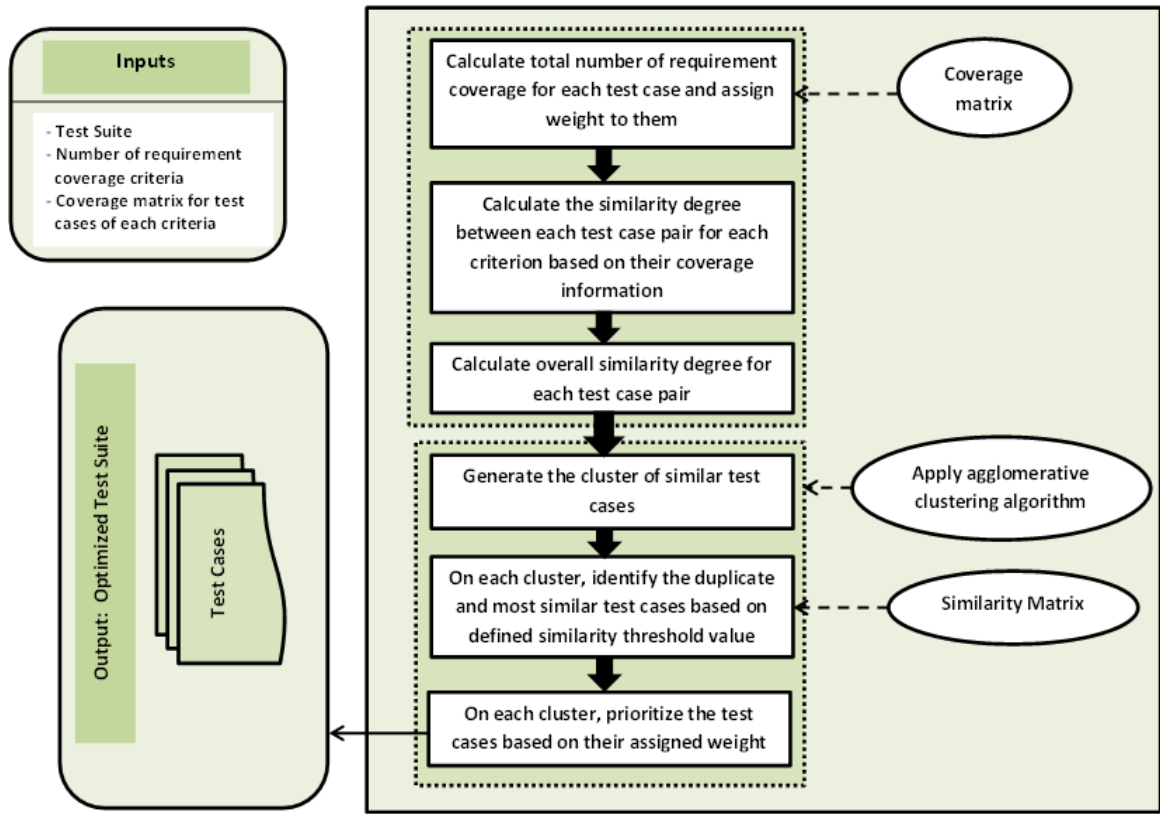 Inputs
- Test Suite
- Number of requirement
coverage criteria
- Coverage matrix for test
cases of each criteria
Calculate total number of requirement
coverage for each test case and assign
weight to them
Coverage
matrix
Calculate the similarity degree
between each test case pair for each
criterion based on their coverage
information
Calculate overall similarity degree for
each test case pair
Generate the cluster of similar test
cases
Apply agglomerative
clustering algorithm
On each cluster, identify the duplicate
and most similar test cases based on
defined similarity threshold value
Similarity Matrix
On each cluster, prioritize the test
cases based on their assigned weight
Output: Optimized Test Suite
Test Cases